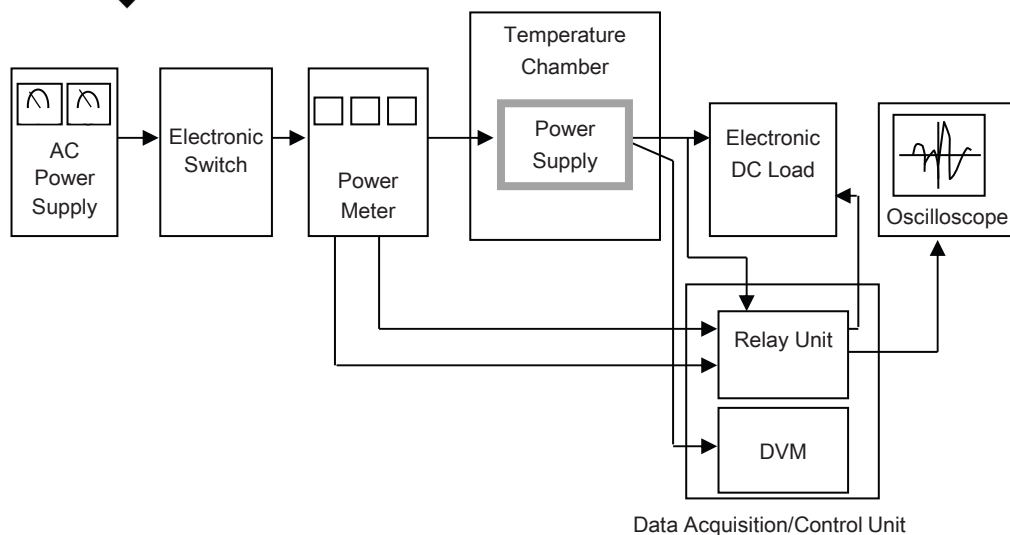 Temperature
Chamber
AC
Power
Supply
Electronic
Switch
Power
Meter
Power
Supply
Electronic
DC Load
Oscilloscope
Relay Unit
DVM
Data Acquisition/Control Unit